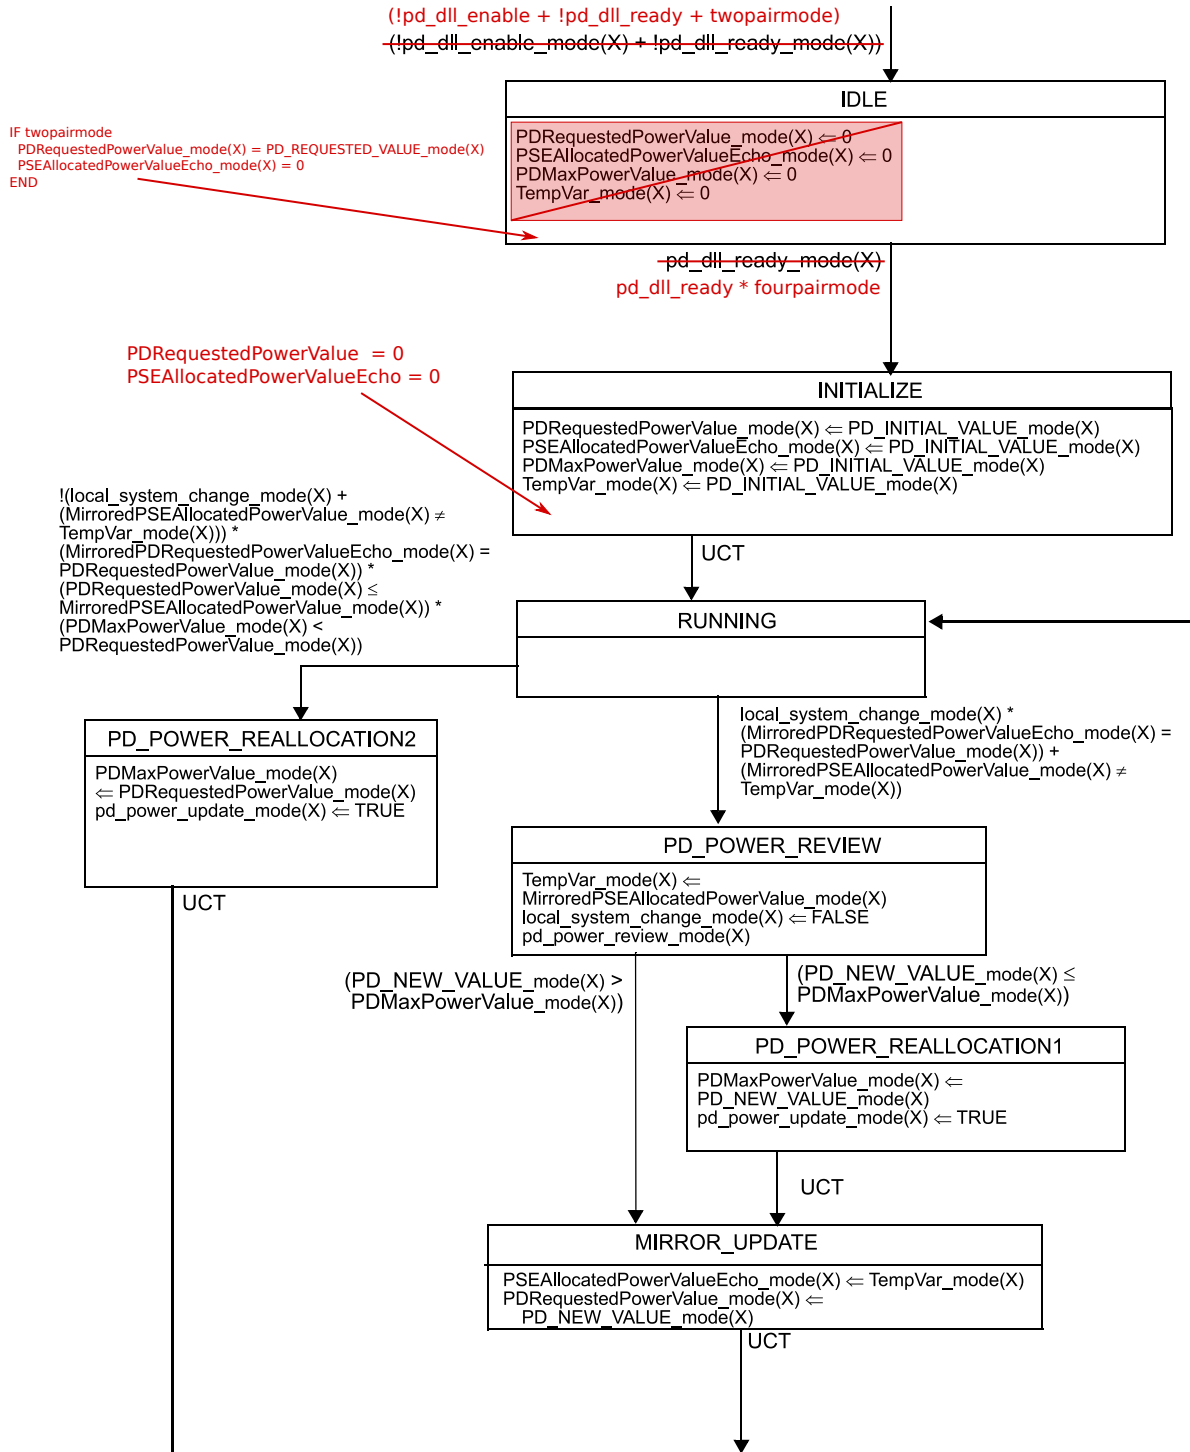 (!pd_dll_enable + !pd_dll_ready + twopairmode)
(!pd_dll_enable_mode(X) + !pd_dll_ready_mode(X))
IDLE
PDRequestedPowerValue_mode(X) ⇐ 0
PSEAllocatedPowerValueEcho_mode(X) ⇐ 0
PDMaxPowerValue_mode(X) ⇐ 0
TempVar_mode(X) ⇐ 0
IF twopairmode
PDRequestedPowerValue_mode(X) = PD_REQUESTED_VALUE_mode(X)
PSEAllocatedPowerValueEcho_mode(X) = 0
END
pd_dll_ready_mode(X)
pd_dll_ready * fourpairmode
PDRequestedPowerValue = 0
PSEAllocatedPowerValueEcho = 0
INITIALIZE
PDRequestedPowerValue_mode(X) ⇐ PD_INITIAL_VALUE_mode(X)
PSEAllocatedPowerValueEcho_mode(X) ⇐ PD_INITIAL_VALUE_mode(X)
PDMaxPowerValue_mode(X) ⇐ PD_INITIAL_VALUE_mode(X)
TempVar_mode(X) ⇐ PD_INITIAL_VALUE_mode(X)
UCT
!(local_system_change_mode(X) +
(MirroredPSEAllocatedPowerValue_mode(X) ≠
TempVar_mode(X))) *
(MirroredPDRequestedPowerValueEcho_mode(X) =
PDRequestedPowerValue_mode(X)) *
(PDRequestedPowerValue_mode(X) ≤
MirroredPSEAllocatedPowerValue_mode(X)) *
(PDMaxPowerValue_mode(X) <
PDRequestedPowerValue_mode(X))
RUNNING
PD_POWER_REALLOCATION2
PDMaxPowerValue_mode(X)
⇐ PDRequestedPowerValue_mode(X)
pd_power_update_mode(X) ⇐ TRUE
UCT
local_system_change_mode(X) *
(MirroredPDRequestedPowerValueEcho_mode(X) =
PDRequestedPowerValue_mode(X)) +
(MirroredPSEAllocatedPowerValue_mode(X) ≠
TempVar_mode(X))
PD_POWER_REVIEW
TempVar_mode(X) ⇐
MirroredPSEAllocatedPowerValue_mode(X)
local_system_change_mode(X) ⇐ FALSE
pd_power_review_mode(X)
(PD_NEW_VALUE_mode(X) >
PDMaxPowerValue_mode(X))
(PD_NEW_VALUE_mode(X) ≤
PDMaxPowerValue_mode(X))
PD_POWER_REALLOCATION1
PDMaxPowerValue_mode(X) ⇐
PD_NEW_VALUE_mode(X)
pd_power_update_mode(X) ⇐ TRUE
UCT
MIRROR_UPDATE
PSEAllocatedPowerValueEcho_mode(X) ⇐ TempVar_mode(X)
PDRequestedPowerValue_mode(X) ⇐
PD_NEW_VALUE_mode(X)
UCT